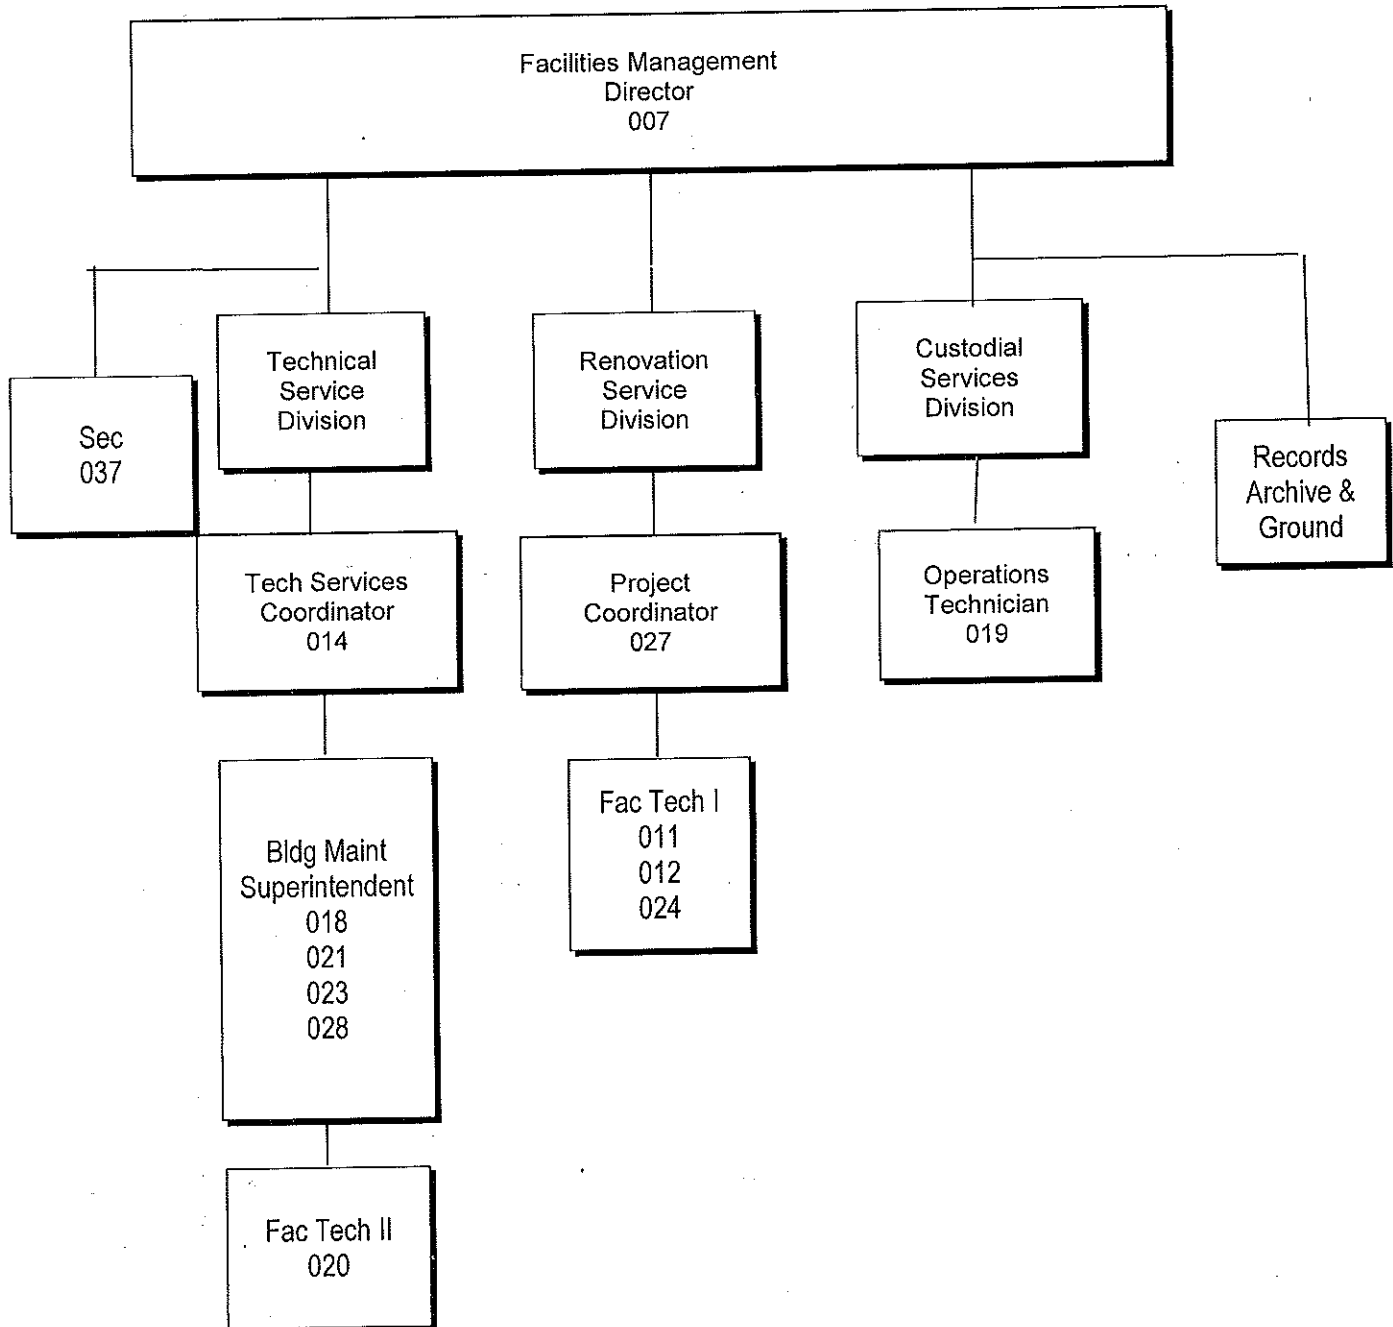 Facilities Management
Director
007
Sec
037
Technical
Service
Division
Renovation
Service
Division
Custodial
Services
Division
Records
Archive &
Ground
Tech Services
Coordinator
014
Project
Coordinator
027
Operations
Technician
019
Bldg Maint
Superintendent
018
021
023
028
Fac Tech I
011
012
024
Fac Tech II
020